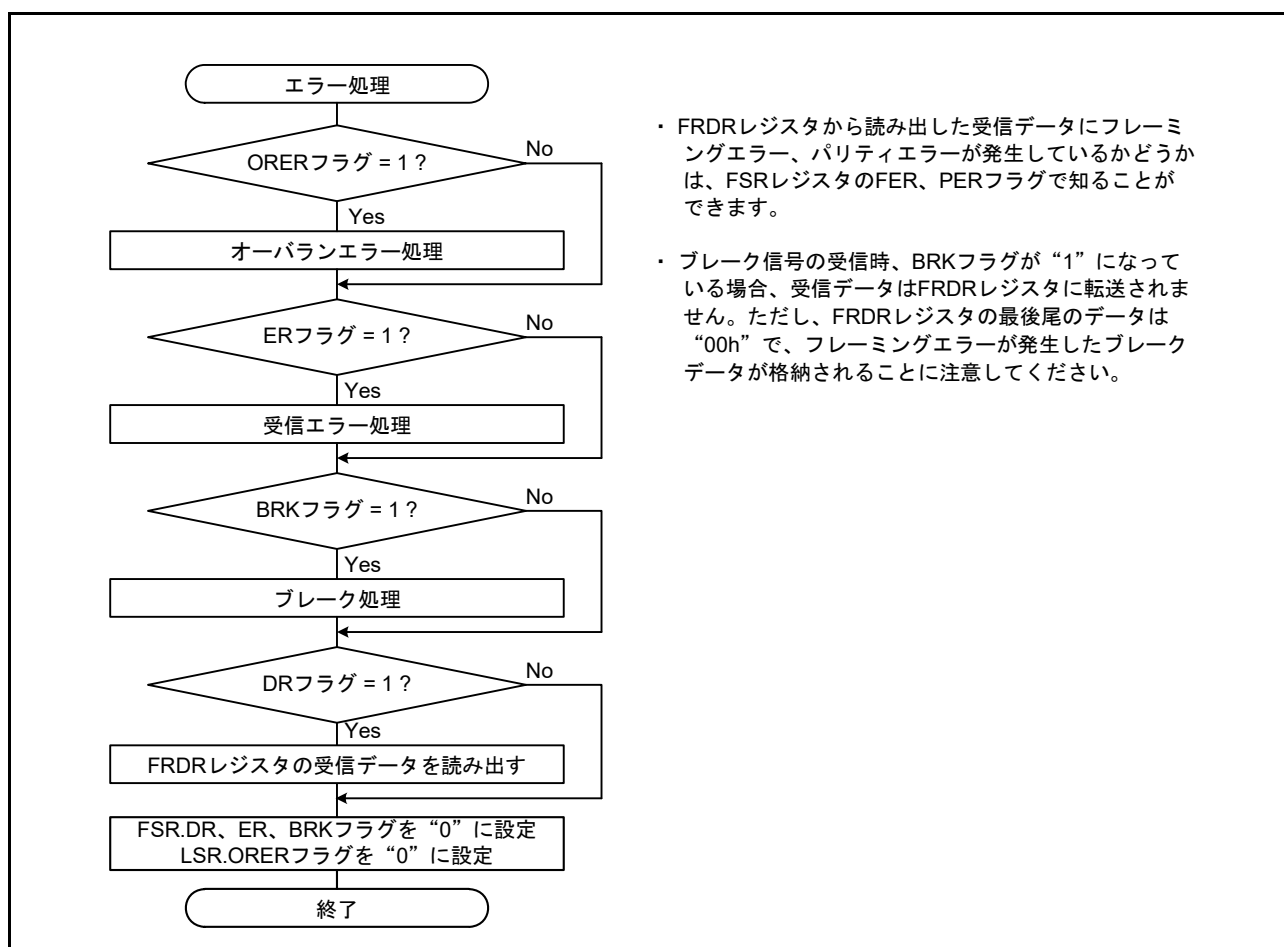 エラー処理
ORERフラグ = 1 ?
No
Yes
オーバランエラー処理
ERフラグ = 1 ?
No
Yes
受信エラー処理
BRKフラグ = 1 ?
No
Yes
ブレーク処理
DRフラグ = 1 ?
No
Yes
FRDRレジスタの受信データを読み出す
FSR.DR、ER、BRKフラグを“0”に設定
LSR.ORERフラグを“0”に設定
終了
・ FRDRレジスタから読み出した受信データにフレーミ
ングエラー、パリティエラーが発生しているかどうか
は、FSRレジスタのFER、PERフラグで知ることが
できます。
・ ブレーク信号の受信時、BRKフラグが“1”になって
いる場合、受信データはFRDRレジスタに転送されま
せん。ただし、FRDRレジスタの最後尾のデータは
“00h”で、フレーミングエラーが発生したブレーク
データが格納されることに注意してください。